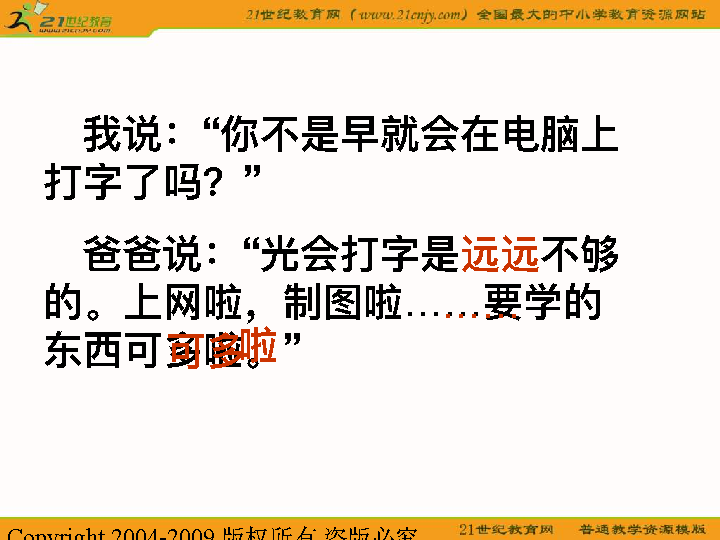 21世纪教育网
www.21cnjy.com
21世纪教育网（www.21cnjy.com）全国最大的中小学教育资源网站
我说：“你不是早就会在电脑上
打字了吗？”
爸爸说：“光会打字是远远不够
的。上网啦，制图啦……要学的
东西可多啦。”
可多啦
Copyright 2004-2009 版权所有 盗版必究
21世纪教育网 普通教学资源模版